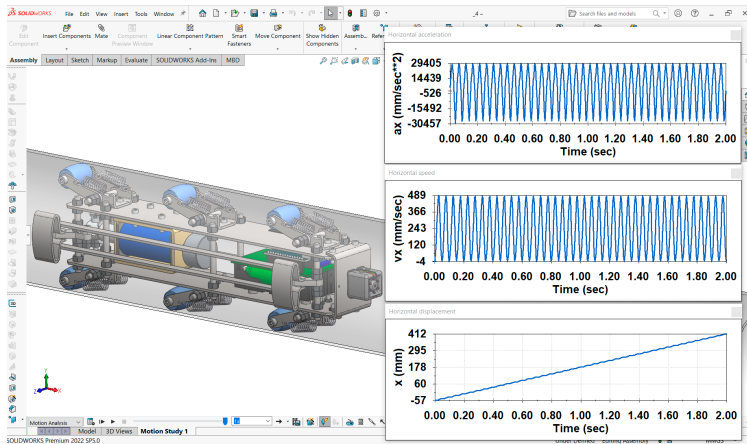 SOLIDWORKS File Edit View Insert Tools Window
_4 -
Search files and models
Edit Component
Insert Components
Mate
Component Preview Window
Linear Component Pattern
Smart Fasteners
Move Component
Show Hidden Components
Assemb..
Refer
Assembly Layout Sketch Markup Evaluate SOLIDWORKS Add-Ins MBD
Horizontal acceleration
ax (mm/sec**2)
29405
14439
-526
-15492
-30457
0.00 0.20 0.40 0.60 0.80 1.00 1.20 1.40 1.60 1.80 2.00
Time (sec)
Horizontal speed
vx (mm/sec)
489
366
243
120
-4
0.00 0.20 0.40 0.60 0.80 1.00 1.20 1.40 1.60 1.80 2.00
Time (sec)
Horizontal displacement
x (mm)
412
295
178
60
-57
0.00 0.20 0.40 0.60 0.80 1.00 1.20 1.40 1.60 1.80 2.00
Time (sec)
Y
Z
X
Motion Analysis
Model 3D Views Motion Study 1
SOLIDWORKS Premium 2022 SP5.0
Under Defined Editing Assembly MMKS